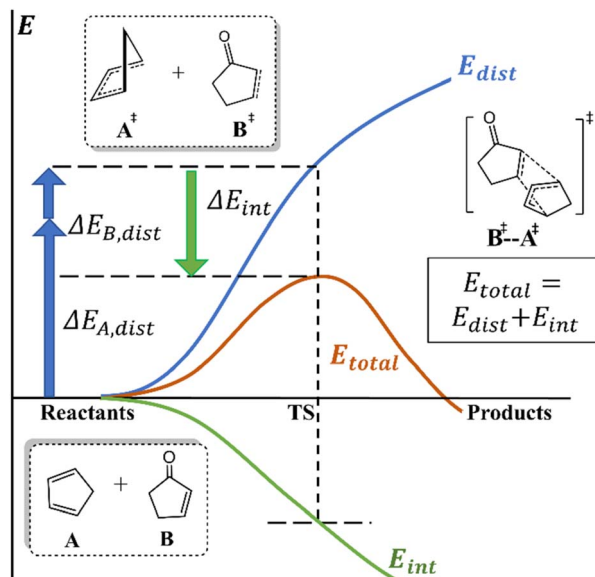 E
O
O
+
A‡
B‡
E_dist
‡
O
B‡--A‡
ΔE_int
ΔE_B,dist
ΔE_A,dist
E_total =
E_dist+E_int
E_total
Reactants
TS
Products
O
+
A
B
E_int